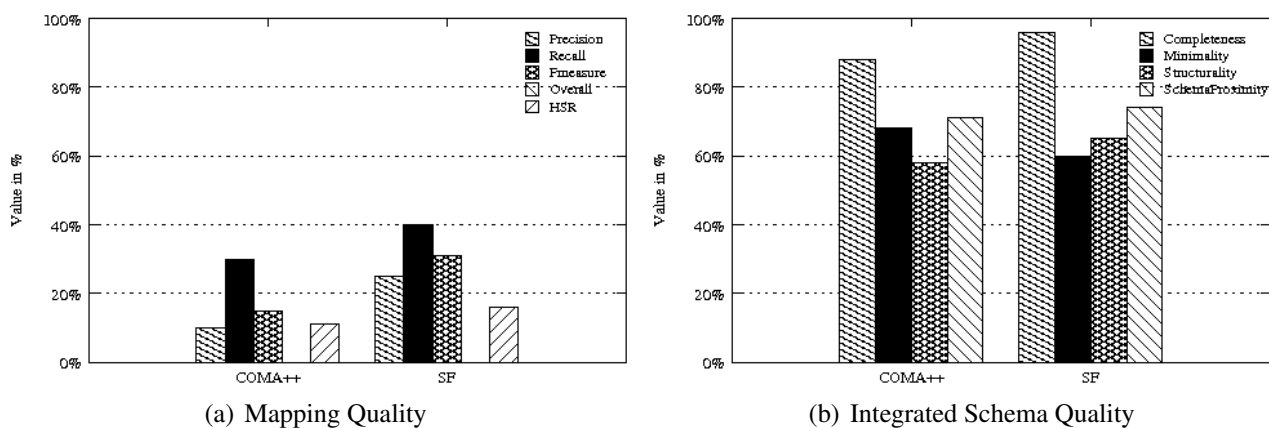 100%
80%
60%
40%
20%
0%
Value in %
Precision
Recall
Fmeasure
Overall
HSR
COMA++
SF
(a) Mapping Quality
100%
80%
60%
40%
20%
0%
Value in %
Completeness
Minimality
Structurality
SchemaProximity
COMA++
SF
(b) Integrated Schema Quality